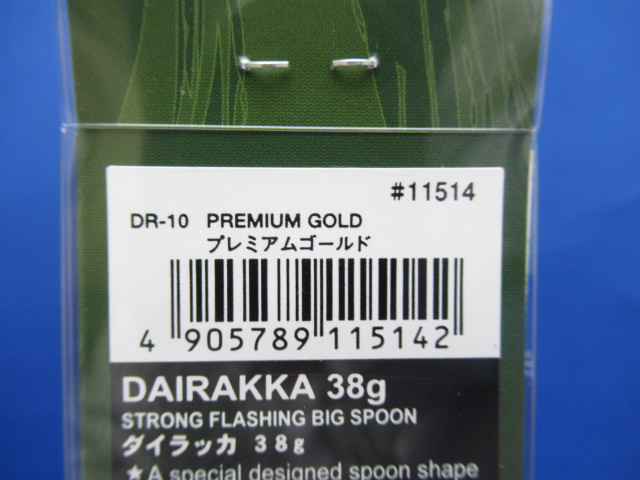 #11514
DR-10 PREMIUM GOLD
プレミアムゴールド
4 905789 115142
DAIRAKKA 38g
STRONG FLASHING BIG SPOON
ダイラッカ 38g
★A special designed spoon shape